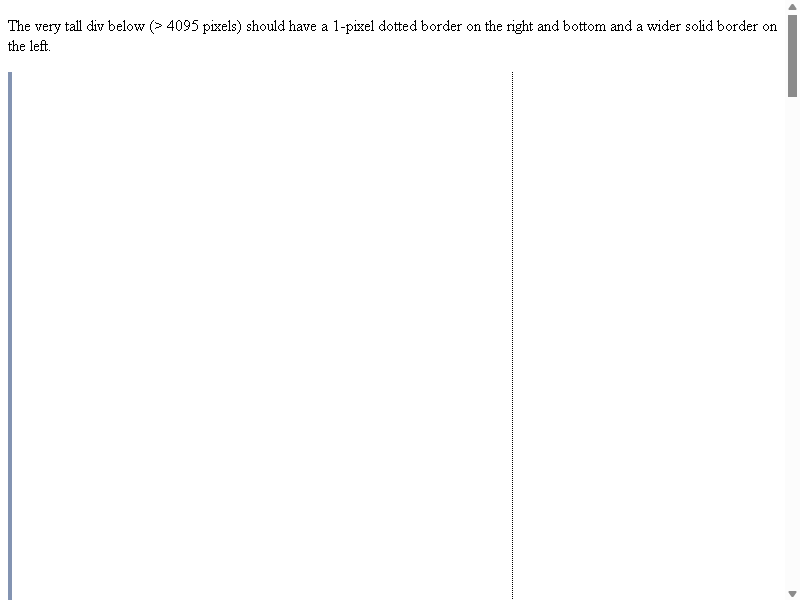 The very tall div below (> 4095 pixels) should have a 1-pixel dotted border on the right and bottom and a wider solid border on
the left.